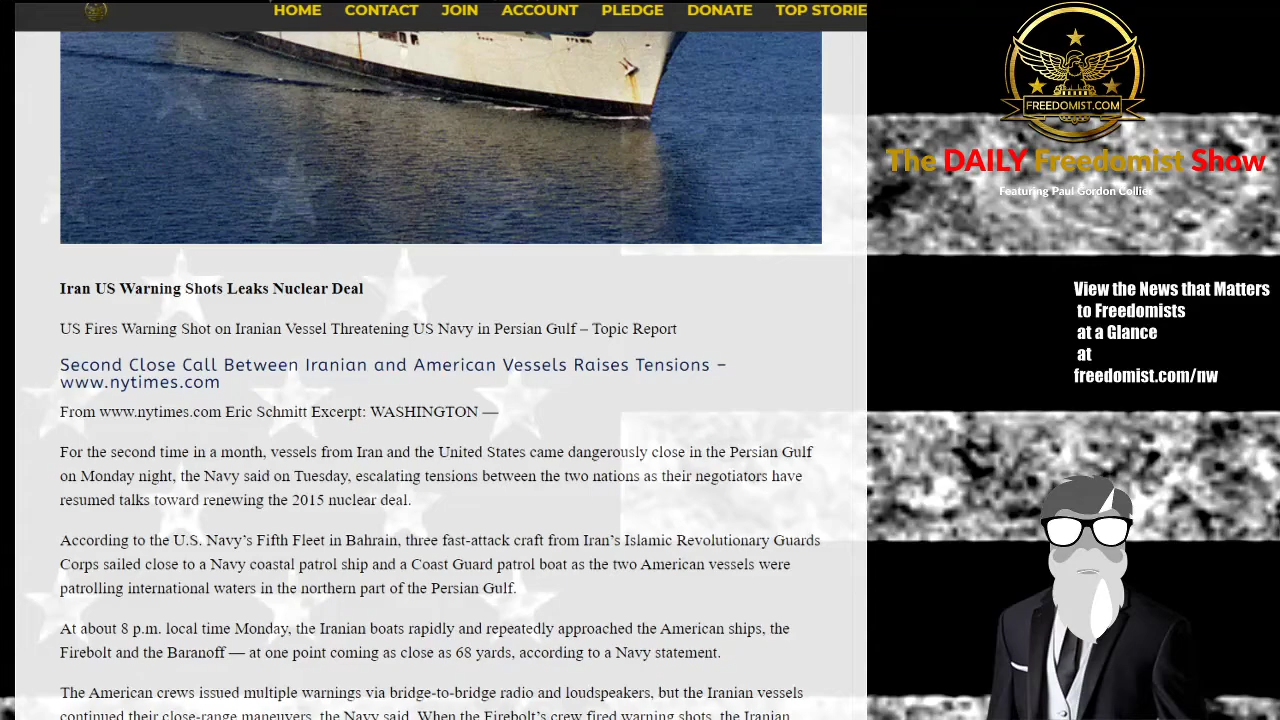 HOME CONTACT JOIN ACCOUNT PLEDGE DONATE TOP STORIE
FREEDOMIST.COM
The DAILY Freedomist Show
Featuring Paul Gordon Collier
View the News that Matters
to Freedomists
at a Glance
at
freedomist.com/nw
Iran US Warning Shots Leaks Nuclear Deal
US Fires Warning Shot on Iranian Vessel Threatening US Navy in Persian Gulf – Topic Report
Second Close Call Between Iranian and American Vessels Raises Tensions –
www.nytimes.com
From www.nytimes.com Eric Schmitt Excerpt: WASHINGTON —
For the second time in a month, vessels from Iran and the United States came dangerously close in the Persian Gulf
on Monday night, the Navy said on Tuesday, escalating tensions between the two nations as their negotiators have
resumed talks toward renewing the 2015 nuclear deal.
According to the U.S. Navy’s Fifth Fleet in Bahrain, three fast-attack craft from Iran’s Islamic Revolutionary Guards
Corps sailed close to a Navy coastal patrol ship and a Coast Guard patrol boat as the two American vessels were
patrolling international waters in the northern part of the Persian Gulf.
At about 8 p.m. local time Monday, the Iranian boats rapidly and repeatedly approached the American ships, the
Firebolt and the Baranoff — at one point coming as close as 68 yards, according to a Navy statement.
The American crews issued multiple warnings via bridge-to-bridge radio and loudspeakers, but the Iranian vessels
continued their close-range maneuvers, the Navy said. When the Firebolt’s crew fired warning shots, the Iranian